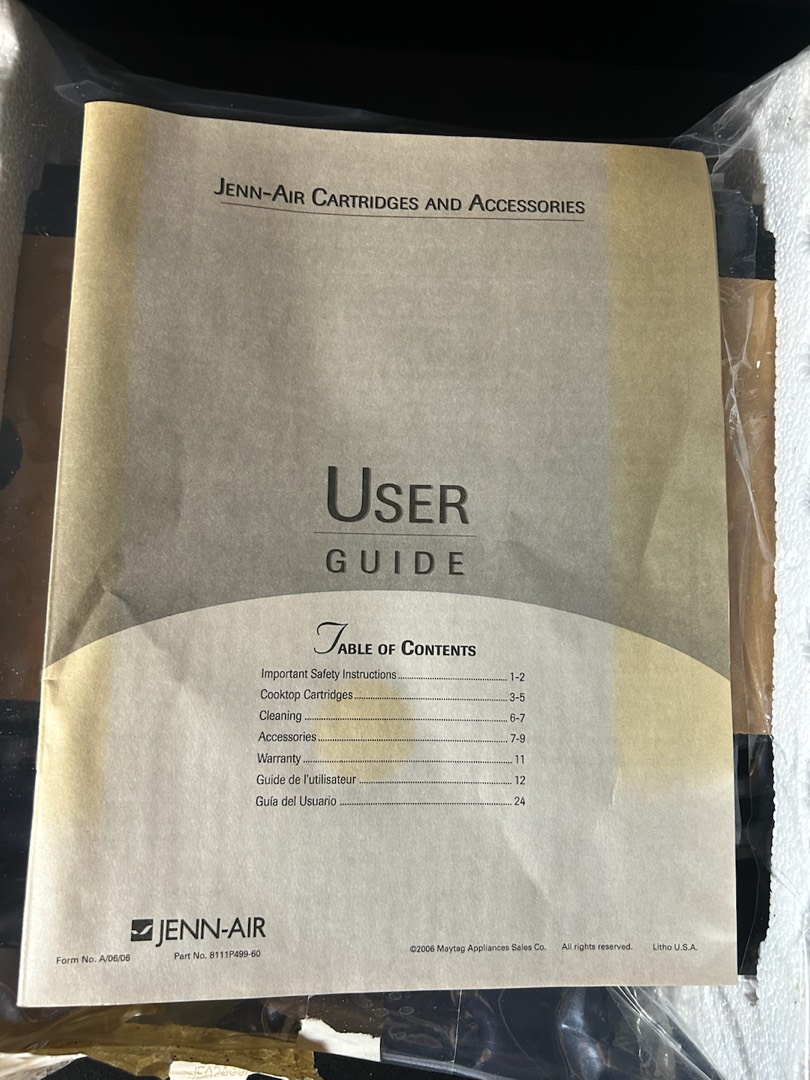 JENN-AIR CARTRIDGES AND ACCESSORIES
USER
GUIDE
TABLE OF CONTENTS
Important Safety Instructions 1-2
Cooktop Cartridges 3-5
Cleaning 6-7
Accessories 7-9
Warranty 11
Guide de l'utilisateur 12
Guía del Usuario 24
JENN-AIR
Form No. A/06/06 Part No. 8111P499-60 ©2006 Maytag Appliances Sales Co. All rights reserved. Litho U.S.A.